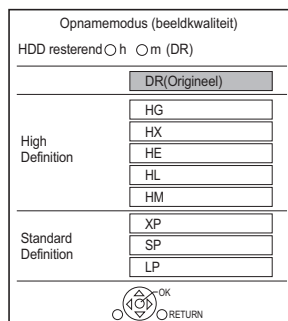 Opnamemodus (beeldkwaliteit)
HDD resterend ○ h ○ m (DR)
DR(Origineel)
High
Definition
HG
HX
HE
HL
HM
Standard
Definition
XP
SP
LP
OK
RETURN